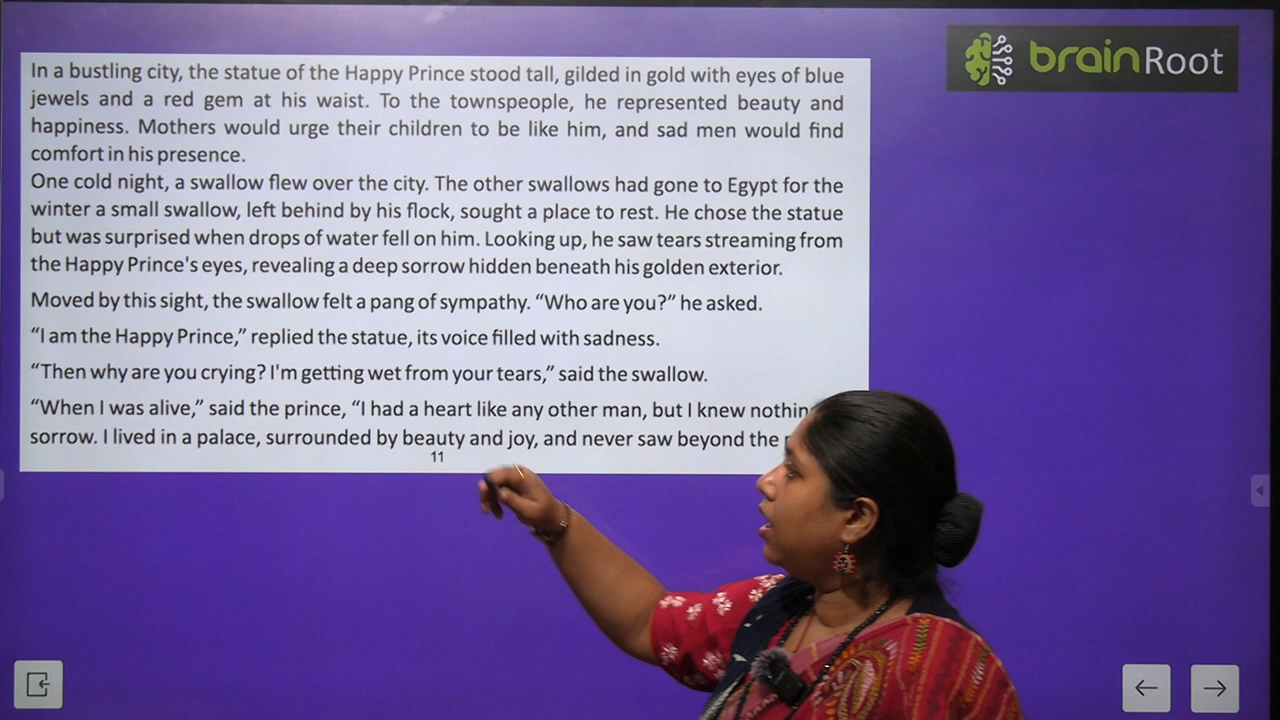 brainRoot
In a bustling city, the statue of the Happy Prince stood tall, gilded in gold with eyes of blue
jewels and a red gem at his waist. To the townspeople, he represented beauty and
happiness. Mothers would urge their children to be like him, and sad men would find
comfort in his presence.
One cold night, a swallow flew over the city. The other swallows had gone to Egypt for the
winter a small swallow, left behind by his flock, sought a place to rest. He chose the statue
but was surprised when drops of water fell on him. Looking up, he saw tears streaming from
the Happy Prince's eyes, revealing a deep sorrow hidden beneath his golden exterior.
Moved by this sight, the swallow felt a pang of sympathy. “Who are you?” he asked.
“I am the Happy Prince,” replied the statue, its voice filled with sadness.
“Then why are you crying? I'm getting wet from your tears,” said the swallow.
“When I was alive,” said the prince, “I had a heart like any other man, but I knew
sorrow. I lived in a palace, surrounded by beauty and joy, and never saw beyond the
11